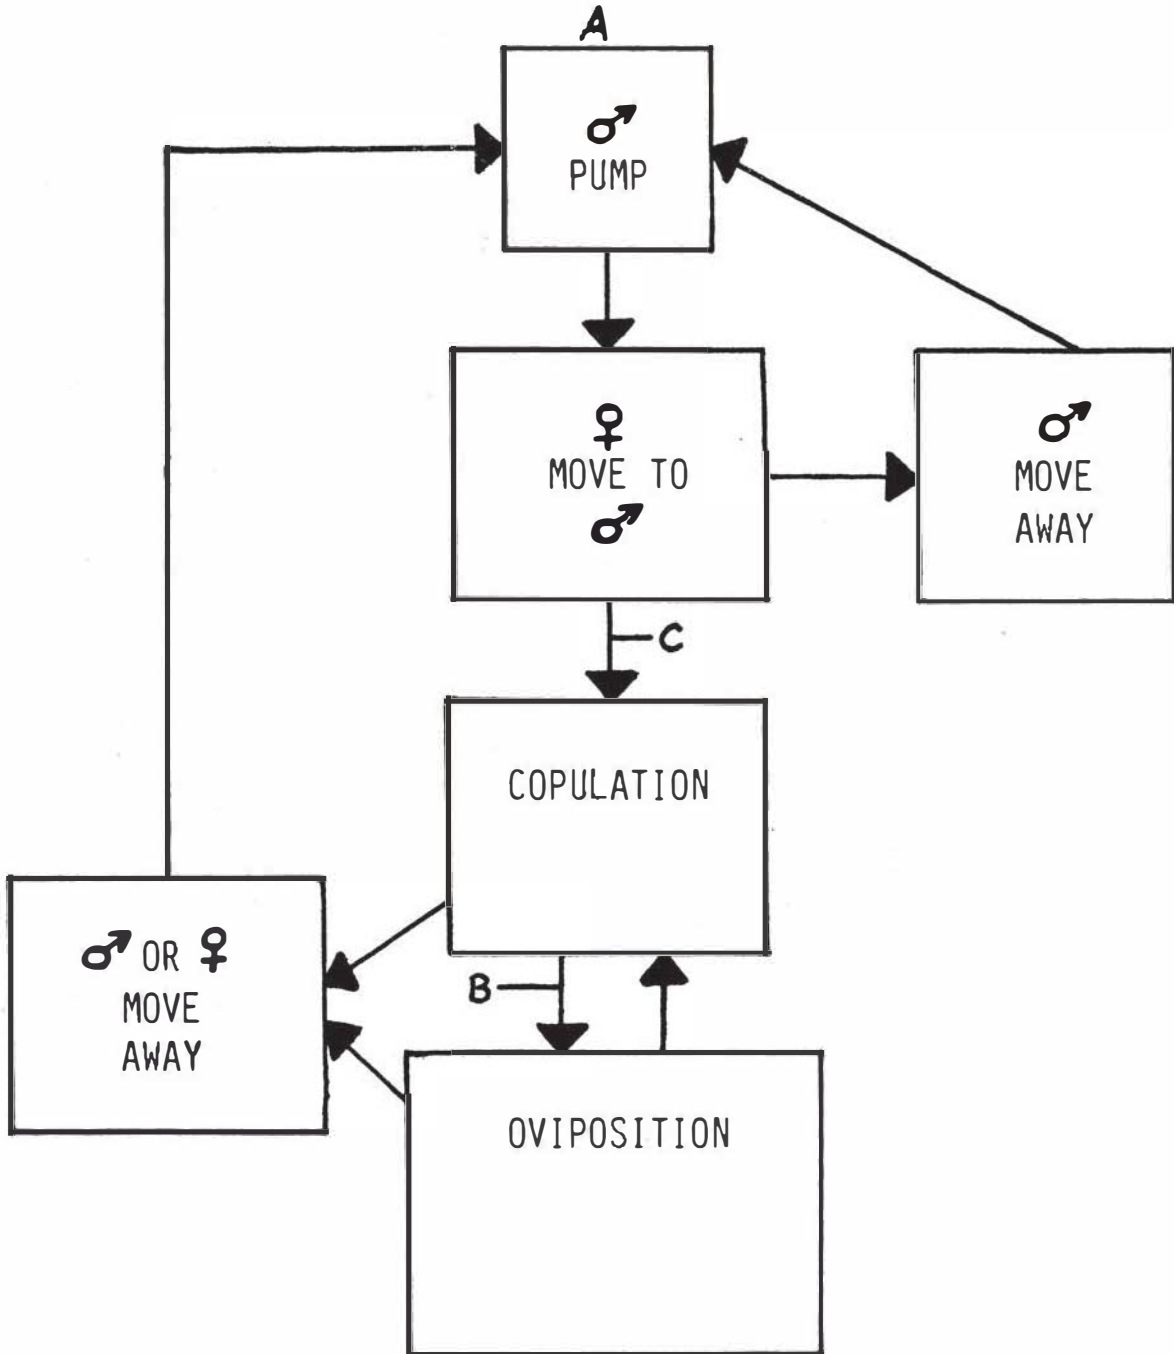 A
♂
PUMP
♀
MOVE TO
♂
♂
MOVE
AWAY
C
COPULATION
♂ OR ♀
MOVE
AWAY
B
OVIPOSITION